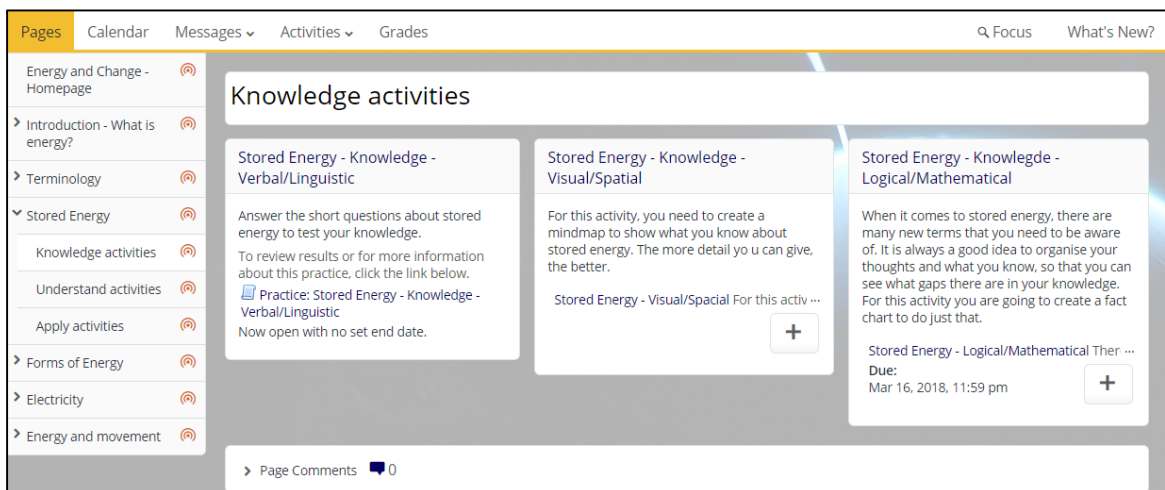 Pages Calendar Messages Activities Grades Focus What's New?
Energy and Change -
Homepage
Introduction - What is
energy?
Terminology
Stored Energy
Knowledge activities
Understand activities
Apply activities
Forms of Energy
Electricity
Energy and movement
Knowledge activities
Stored Energy - Knowledge -
Verbal/Linguistic
Answer the short questions about stored
energy to test your knowledge.
To review results or for more information
about this practice, click the link below.
Practice: Stored Energy - Knowledge -
Verbal/Linguistic
Now open with no set end date.
Stored Energy - Knowledge -
Visual/Spatial
For this activity, you need to create a
mindmap to show what you know about
stored energy. The more detail yo u can give,
the better.
Stored Energy - Visual/Spacial For this activ ...
+
Stored Energy - Knowlegde -
Logical/Mathematical
When it comes to stored energy, there are
many new terms that you need to be aware
of. It is always a good idea to organise your
thoughts and what you know, so that you can
see what gaps there are in your knowledge.
For this activity you are going to create a fact
chart to do just that.
Stored Energy - Logical/Mathematical Ther ...
Due:
Mar 16, 2018, 11:59 pm
+
Page Comments 0